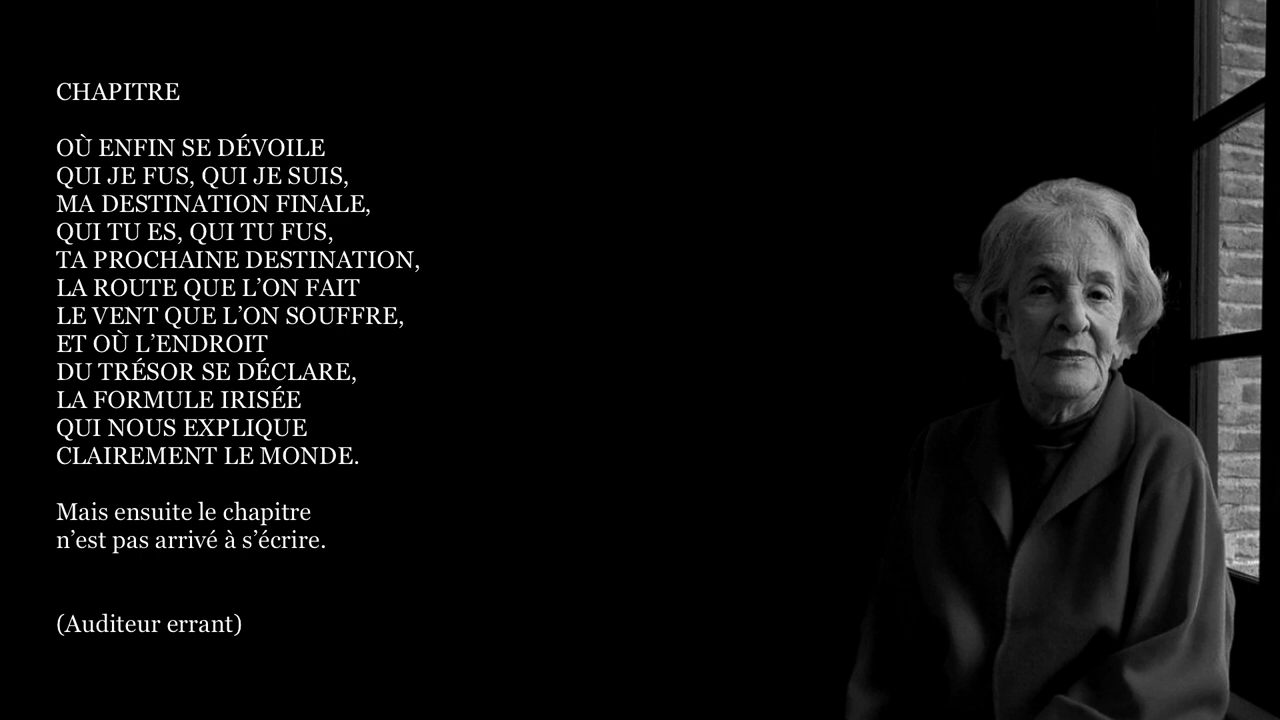 CHAPITRE
OÙ ENFIN SE DÉVOILE
QUI JE FUS, QUI JE SUIS,
MA DESTINATION FINALE,
QUI TU ES, QUI TU FUS,
TA PROCHAINE DESTINATION,
LA ROUTE QUE L’ON FAIT
LE VENT QUE L’ON SOUFFRE,
ET OÙ L’ENDROIT
DU TRÉSOR SE DÉCLARE,
LA FORMULE IRISÉE
QUI NOUS EXPLIQUE
CLAIREMENT LE MONDE.
Mais ensuite le chapitre
n’est pas arrivé à s’écrire.
(Auditeur errant)